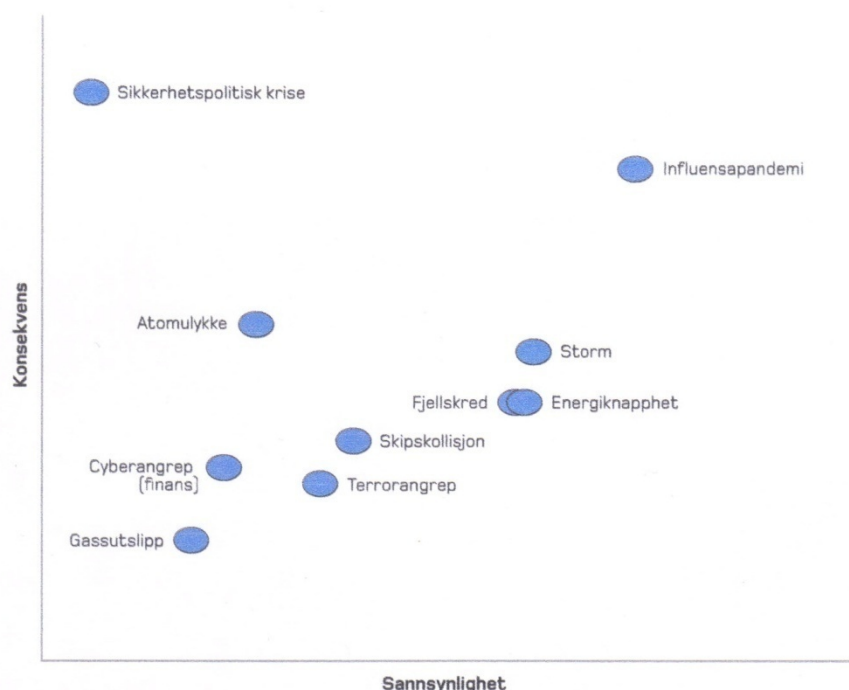 Sikkerhetspolitisk krise
Influensapandemi
Atomulykke
Storm
Fjellskred
Energiknapphet
Skipskollisjon
Cyberangrep
(finans)
Terrorangrep
Gassutslipp
Konsekvens
Sannsynlighet